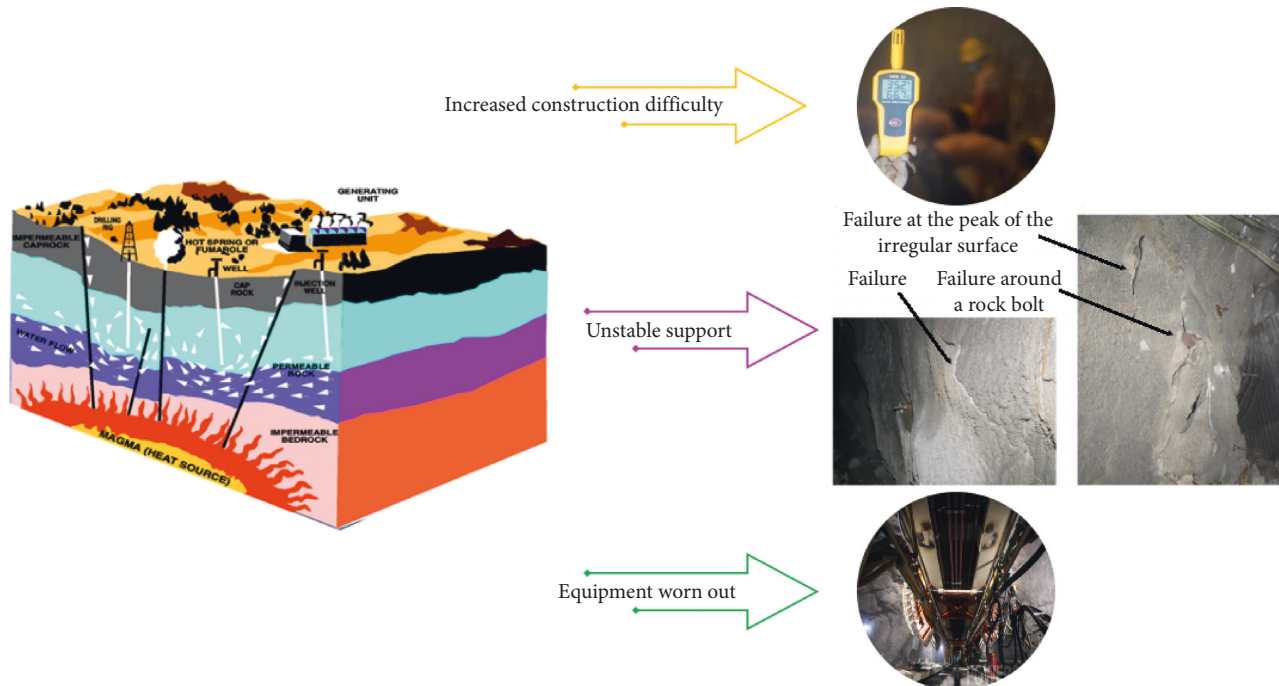 Increased construction difficulty
GENERATING
UNIT
DRILLING
RIG
IMPERMEABLE
CAPROCK
HOT SPRING OR
FUMAROLE
WELL
CAP
ROCK
INJECTION
WELL
WATER FLOW
PERMEABLE
ROCK
IMPERMEABLE
BEDROCK
MAGMA (HEAT SOURCE)
Failure at the peak of the
irregular surface
Failure
Failure around
a rock bolt
Unstable support
Equipment worn out